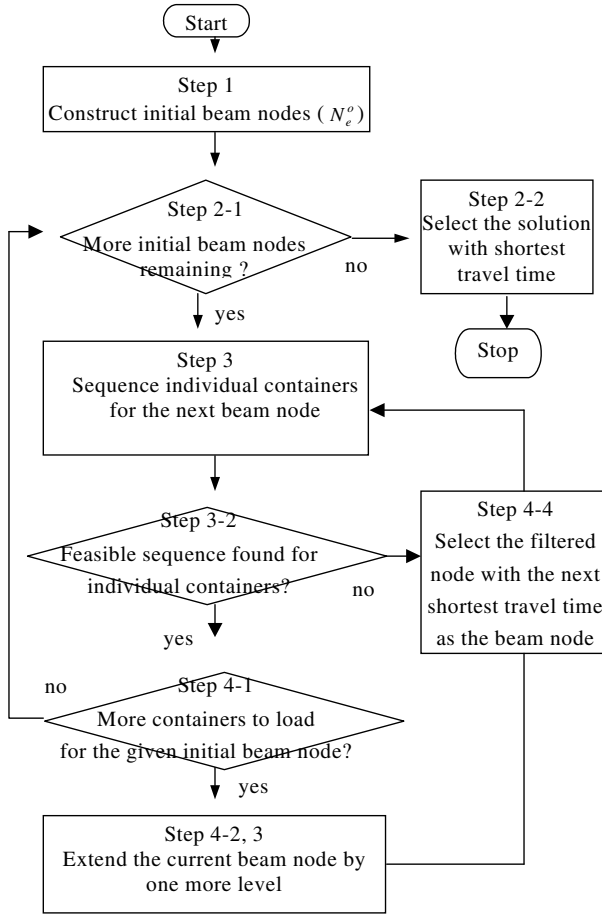 Start
Step 1
Construct initial beam nodes ( N_e^o )
Step 2-1
More initial beam nodes
remaining ?
no
yes
Step 2-2
Select the solution
with shortest
travel time
Stop
Step 3
Sequence individual containers
for the next beam node
Step 3-2
Feasible sequence found for
individual containers?
no
yes
Step 4-4
Select the filtered
node with the next
shortest travel time
as the beam node
no
Step 4-1
More containers to load
for the given initial beam node?
yes
Step 4-2, 3
Extend the current beam node by
one more level